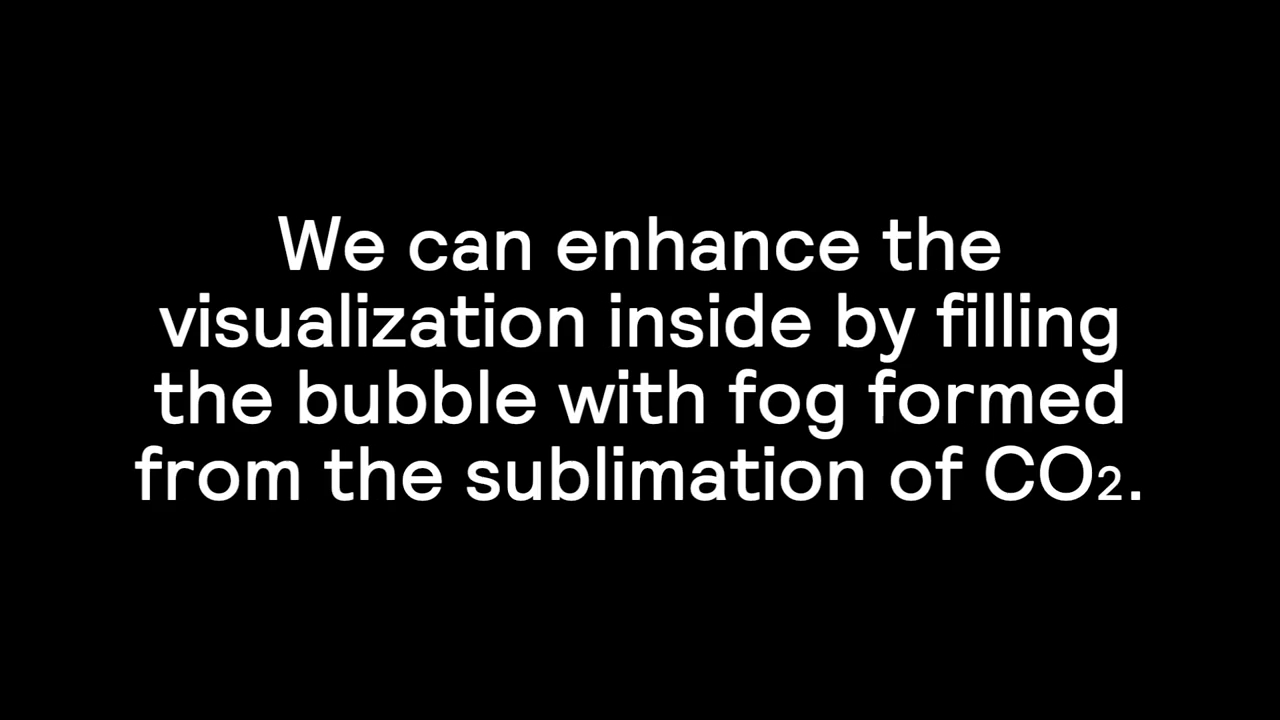 We can enhance the
visualization inside by filling
the bubble with fog formed
from the sublimation of CO₂.